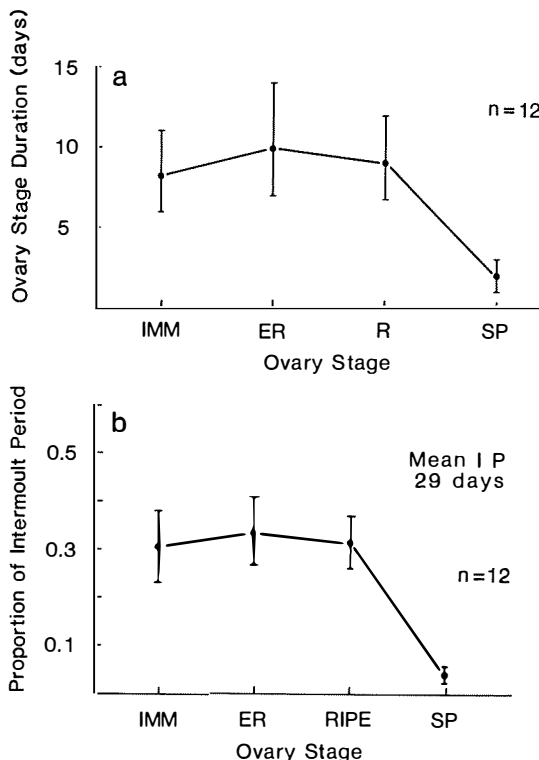 Ovary Stage Duration (days)
a
15
10
5
n=12
IMM ER R SP
Ovary Stage
Proportion of Intermoult Period
b
0.5
0.3
0.1
Mean I P
29 days
n=12
IMM ER RIPE SP
Ovary Stage